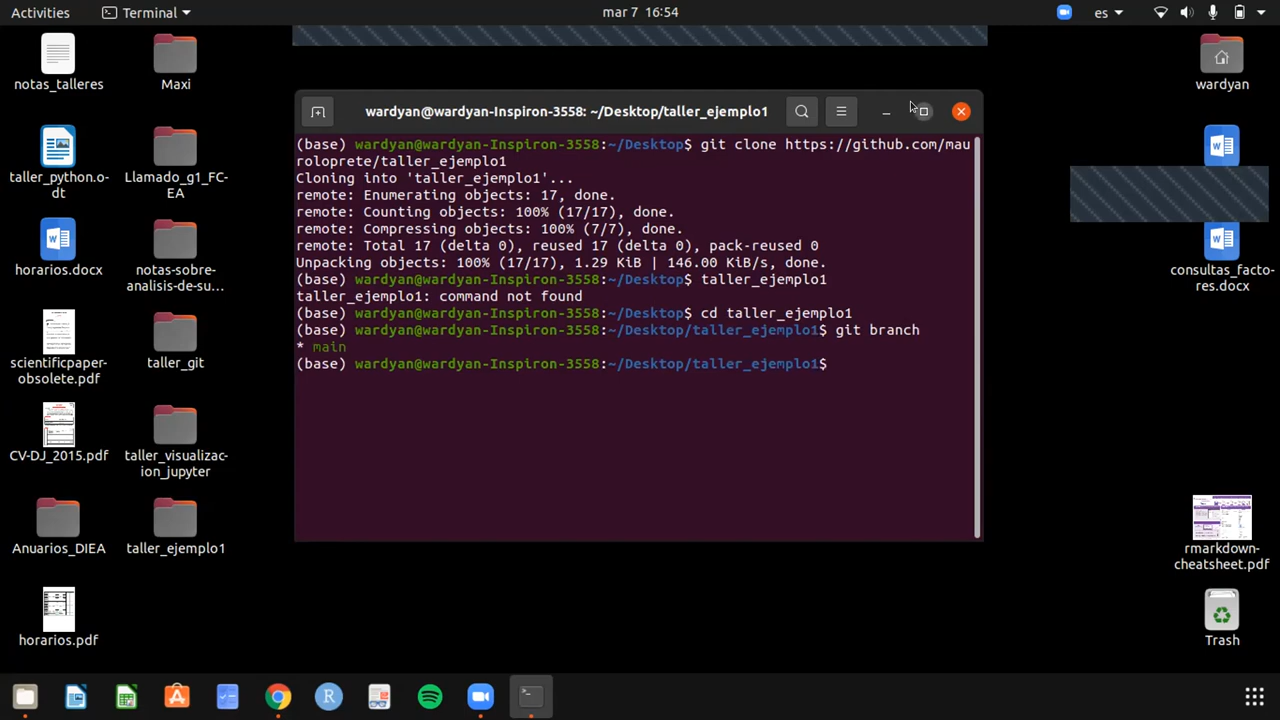 Activities
Terminal
mar 7 16:54
es
notas_talleres
Maxi
wardyan
wardyan@wardyan-Inspiron-3558: ~/Desktop/taller_ejemplo1
(base) wardyan@wardyan-Inspiron-3558:~/Desktop$ git clone https://github.com/mau
roloprete/taller_ejemplo1
Cloning into 'taller_ejemplo1'...
remote: Enumerating objects: 17, done.
remote: Counting objects: 100% (17/17), done.
remote: Compressing objects: 100% (7/7), done.
remote: Total 17 (delta 0), reused 17 (delta 0), pack-reused 0
Unpacking objects: 100% (17/17), 1.29 KiB | 146.00 KiB/s, done.
(base) wardyan@wardyan-Inspiron-3558:~/Desktop$ taller_ejemplo1
taller_ejemplo1: command not found
(base) wardyan@wardyan-Inspiron-3558:~/Desktop$ cd taller_ejemplo1
(base) wardyan@wardyan-Inspiron-3558:~/Desktop/taller_ejemplo1$ git branch
* main
(base) wardyan@wardyan-Inspiron-3558:~/Desktop/taller_ejemplo1$
taller_python.o-
dt
Llamado_g1_FC-
EA
horarios.docx
notas-sobre-
analisis-de-su...
consultas_facto-
res.docx
scientificpaper-
obsolete.pdf
taller_git
CV-DJ_2015.pdf
taller_visualizac-
ion_jupyter
Anuarios_DIEA
taller_ejemplo1
rmarkdown-
cheatsheet.pdf
horarios.pdf
Trash